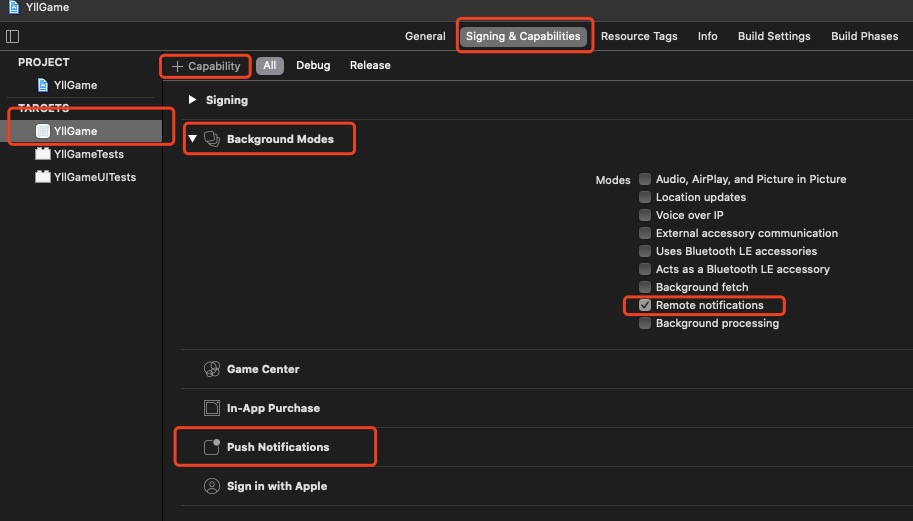 YllGame
General Signing & Capabilities Resource Tags Info Build Settings Build Phases
PROJECT
YllGame
TARGETS
YllGame
YllGameTests
YllGameUITests
+ Capability All Debug Release
Signing
Background Modes
Modes
Audio, AirPlay, and Picture in Picture
Location updates
Voice over IP
External accessory communication
Uses Bluetooth LE accessories
Acts as a Bluetooth LE accessory
Background fetch
Remote notifications
Background processing
Game Center
In-App Purchase
Push Notifications
Sign in with Apple